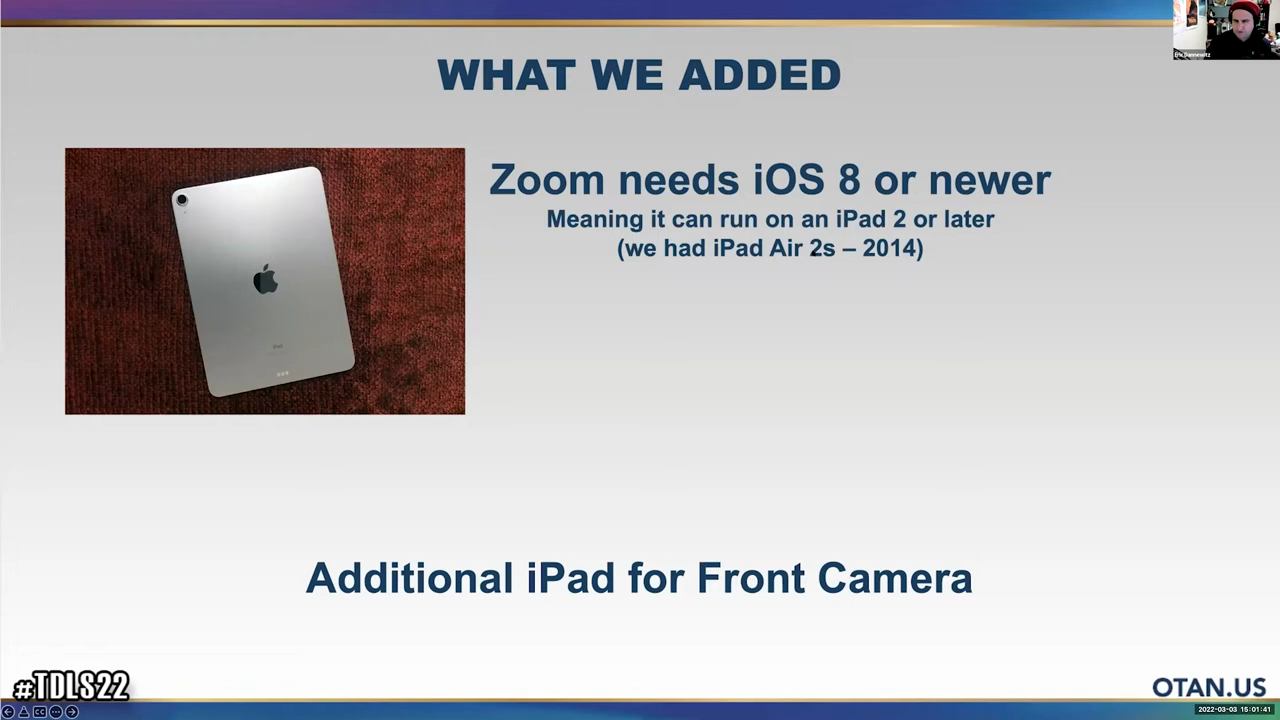 WHAT WE ADDED
Zoom needs iOS 8 or newer
Meaning it can run on an iPad 2 or later
(we had iPad Air 2s – 2014)
iPad
Additional iPad for Front Camera
#TDLS22
OTAN.US
2022-03-03 15:01:41